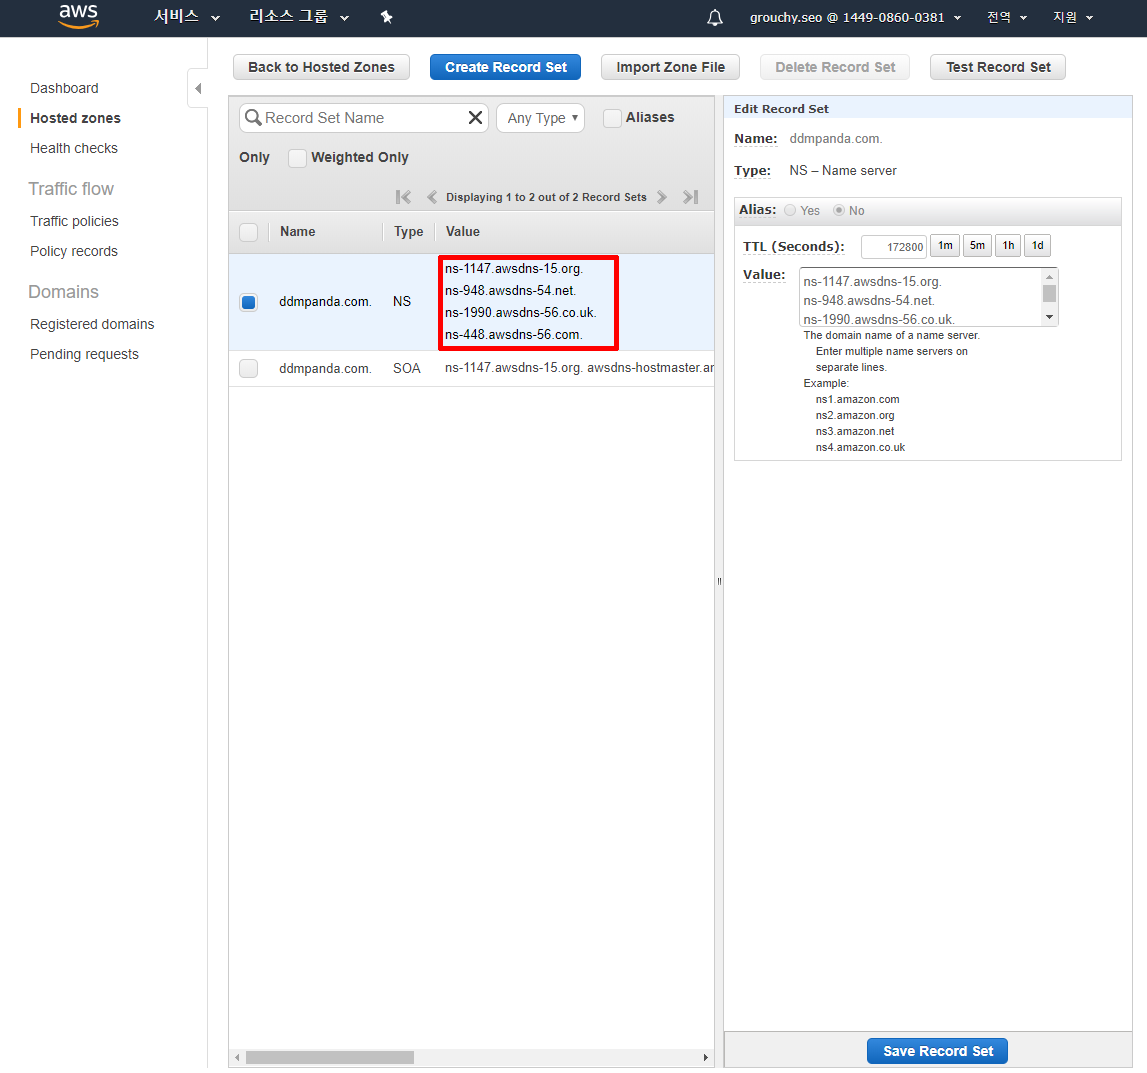 aws
서비스
리소스 그룹
grouchy.seo @ 1449-0860-0381
전역
지원
Dashboard
Hosted zones
Health checks
Traffic flow
Traffic policies
Policy records
Domains
Registered domains
Pending requests
Back to Hosted Zones
Create Record Set
Import Zone File
Delete Record Set
Test Record Set
Record Set Name
Any Type
Aliases
Only
Weighted Only
Displaying 1 to 2 out of 2 Record Sets
Name Type Value
ddmpanda.com. NS
ns-1147.awsdns-15.org.
ns-948.awsdns-54.net.
ns-1990.awsdns-56.co.uk.
ns-448.awsdns-56.com.
ddmpanda.com. SOA ns-1147.awsdns-15.org. awsdns-hostmaster.ar
Edit Record Set
Name: ddmpanda.com.
Type: NS – Name server
Alias: Yes No
TTL (Seconds): 172800 1m 5m 1h 1d
Value:
ns-1147.awsdns-15.org.
ns-948.awsdns-54.net.
ns-1990.awsdns-56.co.uk.
The domain name of a name server.
Enter multiple name servers on
separate lines.
Example:
ns1.amazon.com
ns2.amazon.org
ns3.amazon.net
ns4.amazon.co.uk
Save Record Set